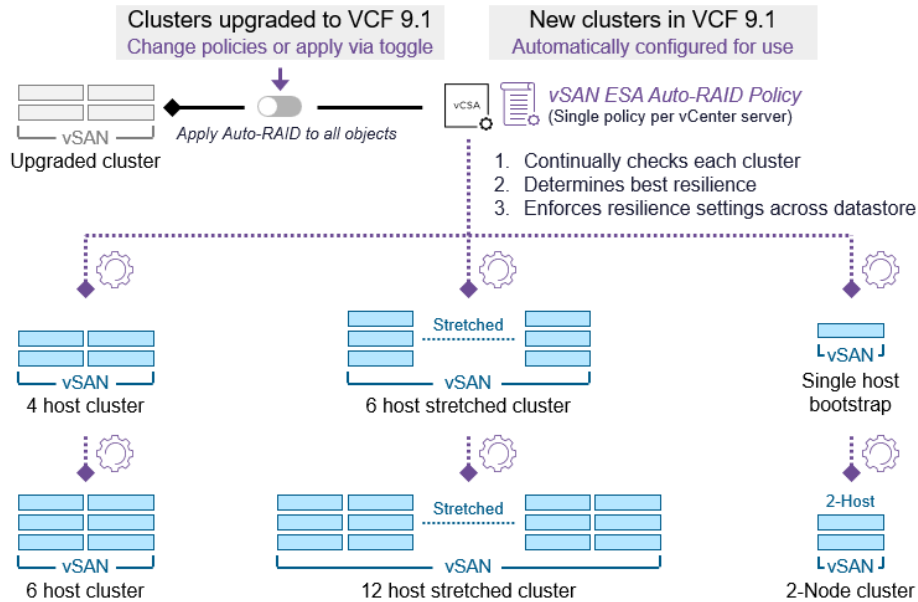 Clusters upgraded to VCF 9.1
Change policies or apply via toggle
New clusters in VCF 9.1
Automatically configured for use
vSAN
Upgraded cluster
Apply Auto-RAID to all objects
vCSA
vSAN ESA Auto-RAID Policy
(Single policy per vCenter server)
1. Continually checks each cluster
2. Determines best resilience
3. Enforces resilience settings across datastore
vSAN
4 host cluster
Stretched
vSAN
6 host stretched cluster
vSAN
Single host
bootstrap
vSAN
6 host cluster
Stretched
vSAN
12 host stretched cluster
2-Host
vSAN
2-Node cluster